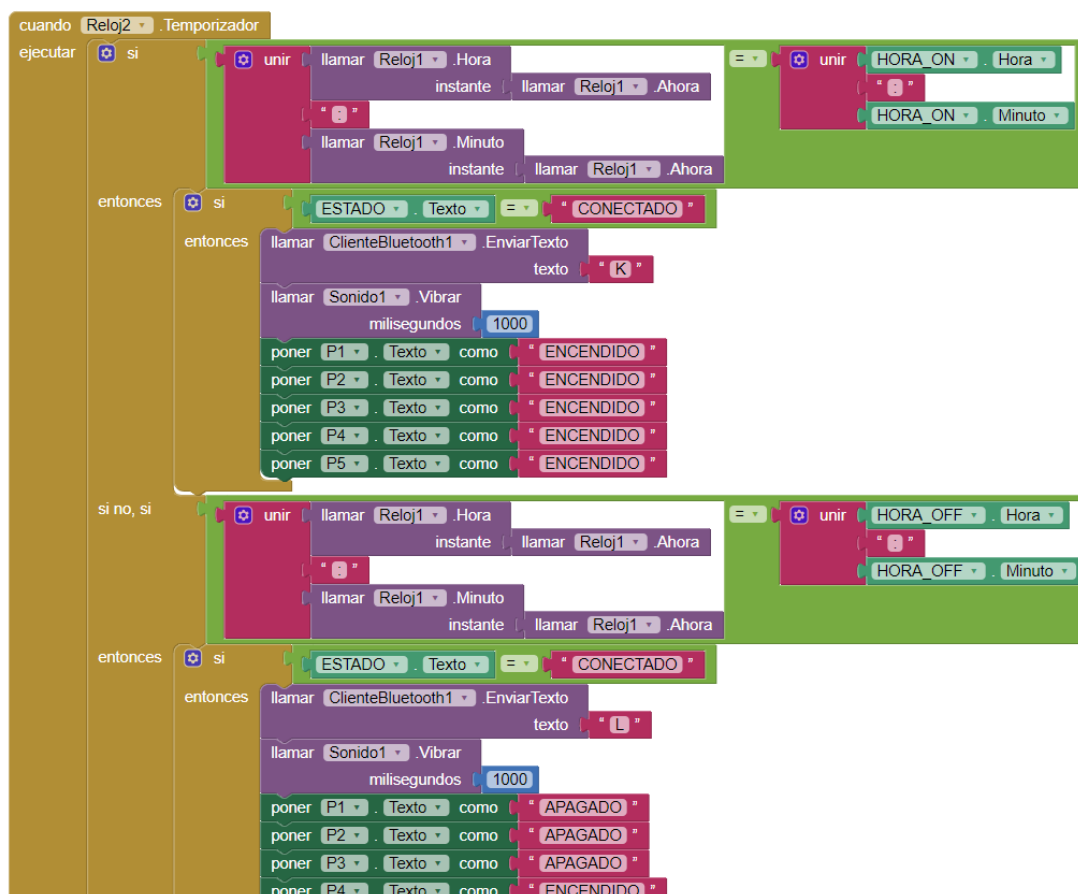 cuando Reloj2 .Temporizador
ejecutar si unir llamar Reloj1 .Hora = unir HORA_ON . Hora
instante llamar Reloj1 .Ahora " : "
" : " HORA_ON . Minuto
llamar Reloj1 .Minuto
instante llamar Reloj1 .Ahora
entonces si ESTADO . Texto = " CONECTADO "
entonces llamar ClienteBluetooth1 .EnviarTexto
texto " K "
llamar Sonido1 .Vibrar
milisegundos 1000
poner P1 . Texto como " ENCENDIDO "
poner P2 . Texto como " ENCENDIDO "
poner P3 . Texto como " ENCENDIDO "
poner P4 . Texto como " ENCENDIDO "
poner P5 . Texto como " ENCENDIDO "
si no, si unir llamar Reloj1 .Hora = unir HORA_OFF . Hora
instante llamar Reloj1 .Ahora " : "
" : " HORA_OFF . Minuto
llamar Reloj1 .Minuto
instante llamar Reloj1 .Ahora
entonces si ESTADO . Texto = " CONECTADO "
entonces llamar ClienteBluetooth1 .EnviarTexto
texto " L "
llamar Sonido1 .Vibrar
milisegundos 1000
poner P1 . Texto como " APAGADO "
poner P2 . Texto como " APAGADO "
poner P3 . Texto como " APAGADO "
poner P4 . Texto como " ENCENDIDO "